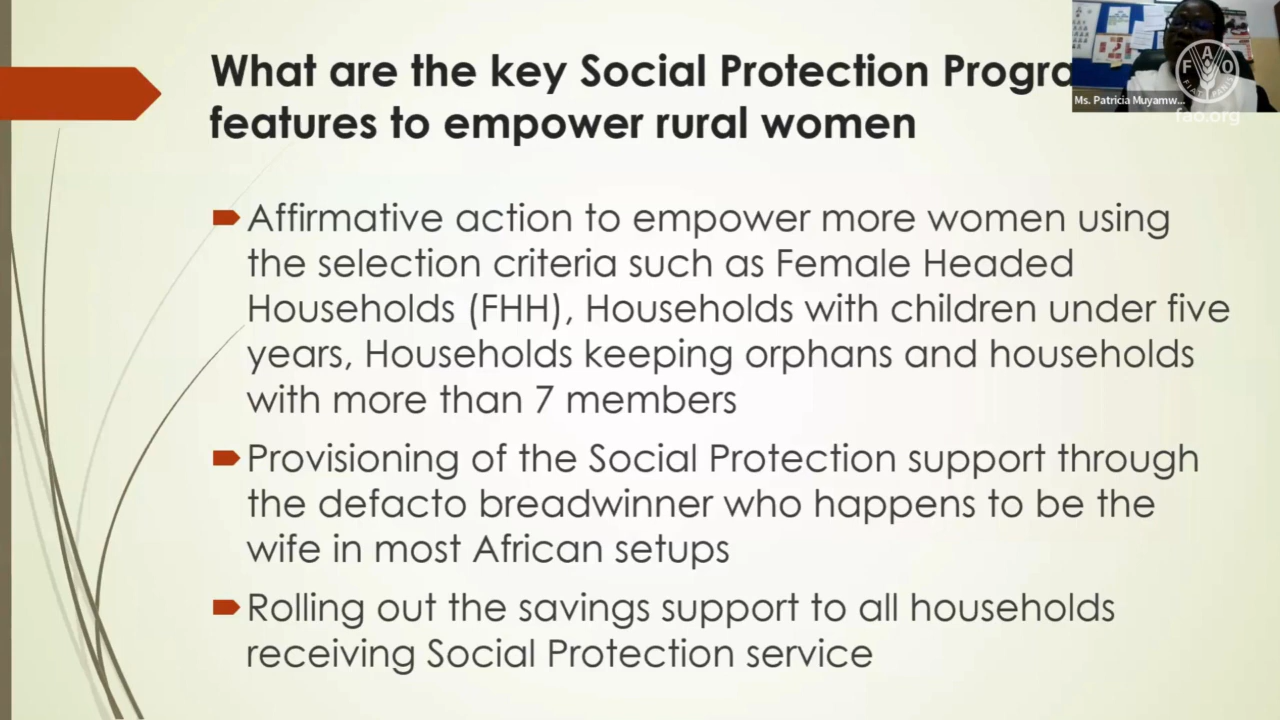 What are the key Social Protection Progra
features to empower rural women
Ms. Patricia Muyamw...
F A O
fao.org
Affirmative action to empower more women using
the selection criteria such as Female Headed
Households (FHH), Households with children under five
years, Households keeping orphans and households
with more than 7 members
Provisioning of the Social Protection support through
the defacto breadwinner who happens to be the
wife in most African setups
Rolling out the savings support to all households
receiving Social Protection service